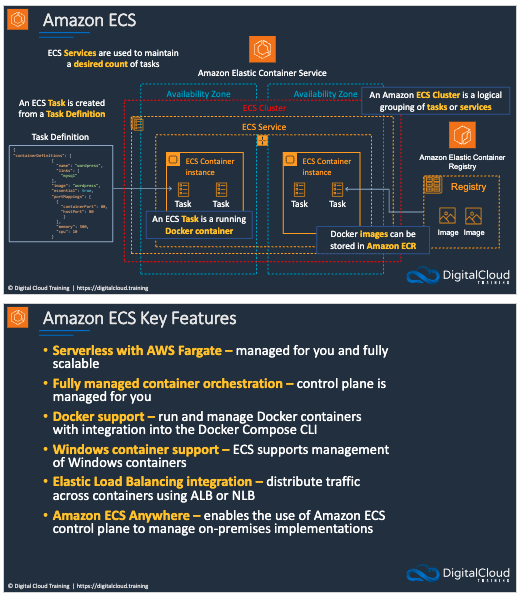 Amazon ECS
ECS Services are used to maintain
a desired count of tasks
Amazon Elastic Container Service
Availability Zone
Availability Zone
An Amazon ECS Cluster is a logical
grouping of tasks or services
ECS Cluster
An ECS Task is created
from a Task Definition
ECS Service
Task Definition
{
"containerDefinitions": [
{
"name": "wordpress",
"links": [
"mysql"
],
"image": "wordpress",
"essential": true,
"portMappings": [
{
"containerPort": 80,
"hostPort": 80
}
],
"memory": 500,
"cpu": 10
ECS Container
instance
Task
Task
ECS Container
instance
Task
Task
Amazon Elastic Container
Registry
Registry
Image
Image
An ECS Task is a running
Docker container
Docker images can be
stored in Amazon ECR
© Digital Cloud Training | https://digitalcloud.training
DigitalCloud
TRAINING
Amazon ECS Key Features
• Serverless with AWS Fargate – managed for you and fully
scalable
• Fully managed container orchestration – control plane is
managed for you
• Docker support – run and manage Docker containers
with integration into the Docker Compose CLI
• Windows container support – ECS supports management
of Windows containers
• Elastic Load Balancing integration – distribute traffic
across containers using ALB or NLB
• Amazon ECS Anywhere – enables the use of Amazon ECS
control plane to manage on-premises implementations
© Digital Cloud Training | https://digitalcloud.training
DigitalCloud
TRAINING